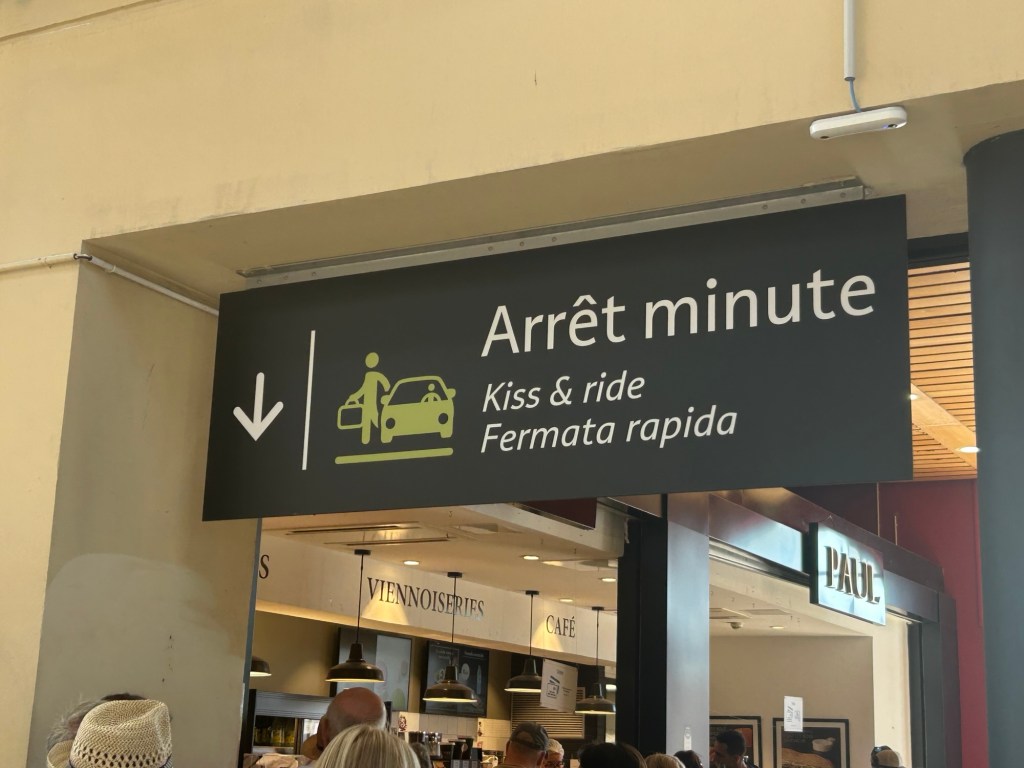 Arrêt minute
Kiss & ride
Fermata rapida
S
VIENNOISERIES
CAFÉ
PAUL